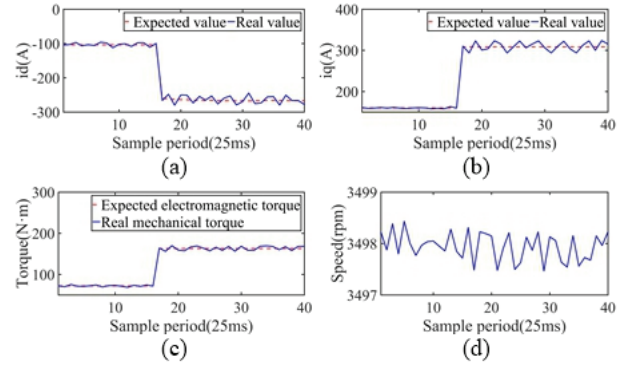 0
-100
-200
-300
id(A)
Expected value Real value
10 20 30 40
Sample period(25ms)
(a)
400
300
200
iq(A)
Expected value Real value
10 20 30 40
Sample period(25ms)
(b)
300
200
100
Torque(N·m)
Expected electromagnetic torque
Real mechanical torque
10 20 30 40
Sample period(25ms)
(c)
3499
3498
3497
Speed(rpm)
10 20 30 40
Sample period(25ms)
(d)